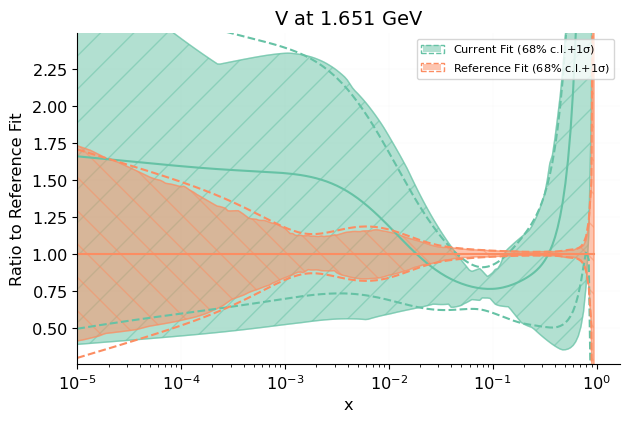 V at 1.651 GeV
Current Fit (68% c.l.+1σ)
Reference Fit (68% c.l.+1σ)
Ratio to Reference Fit
2.25
2.00
1.75
1.50
1.25
1.00
0.75
0.50
10⁻⁵ 10⁻⁴ 10⁻³ 10⁻² 10⁻¹ 10⁰
x